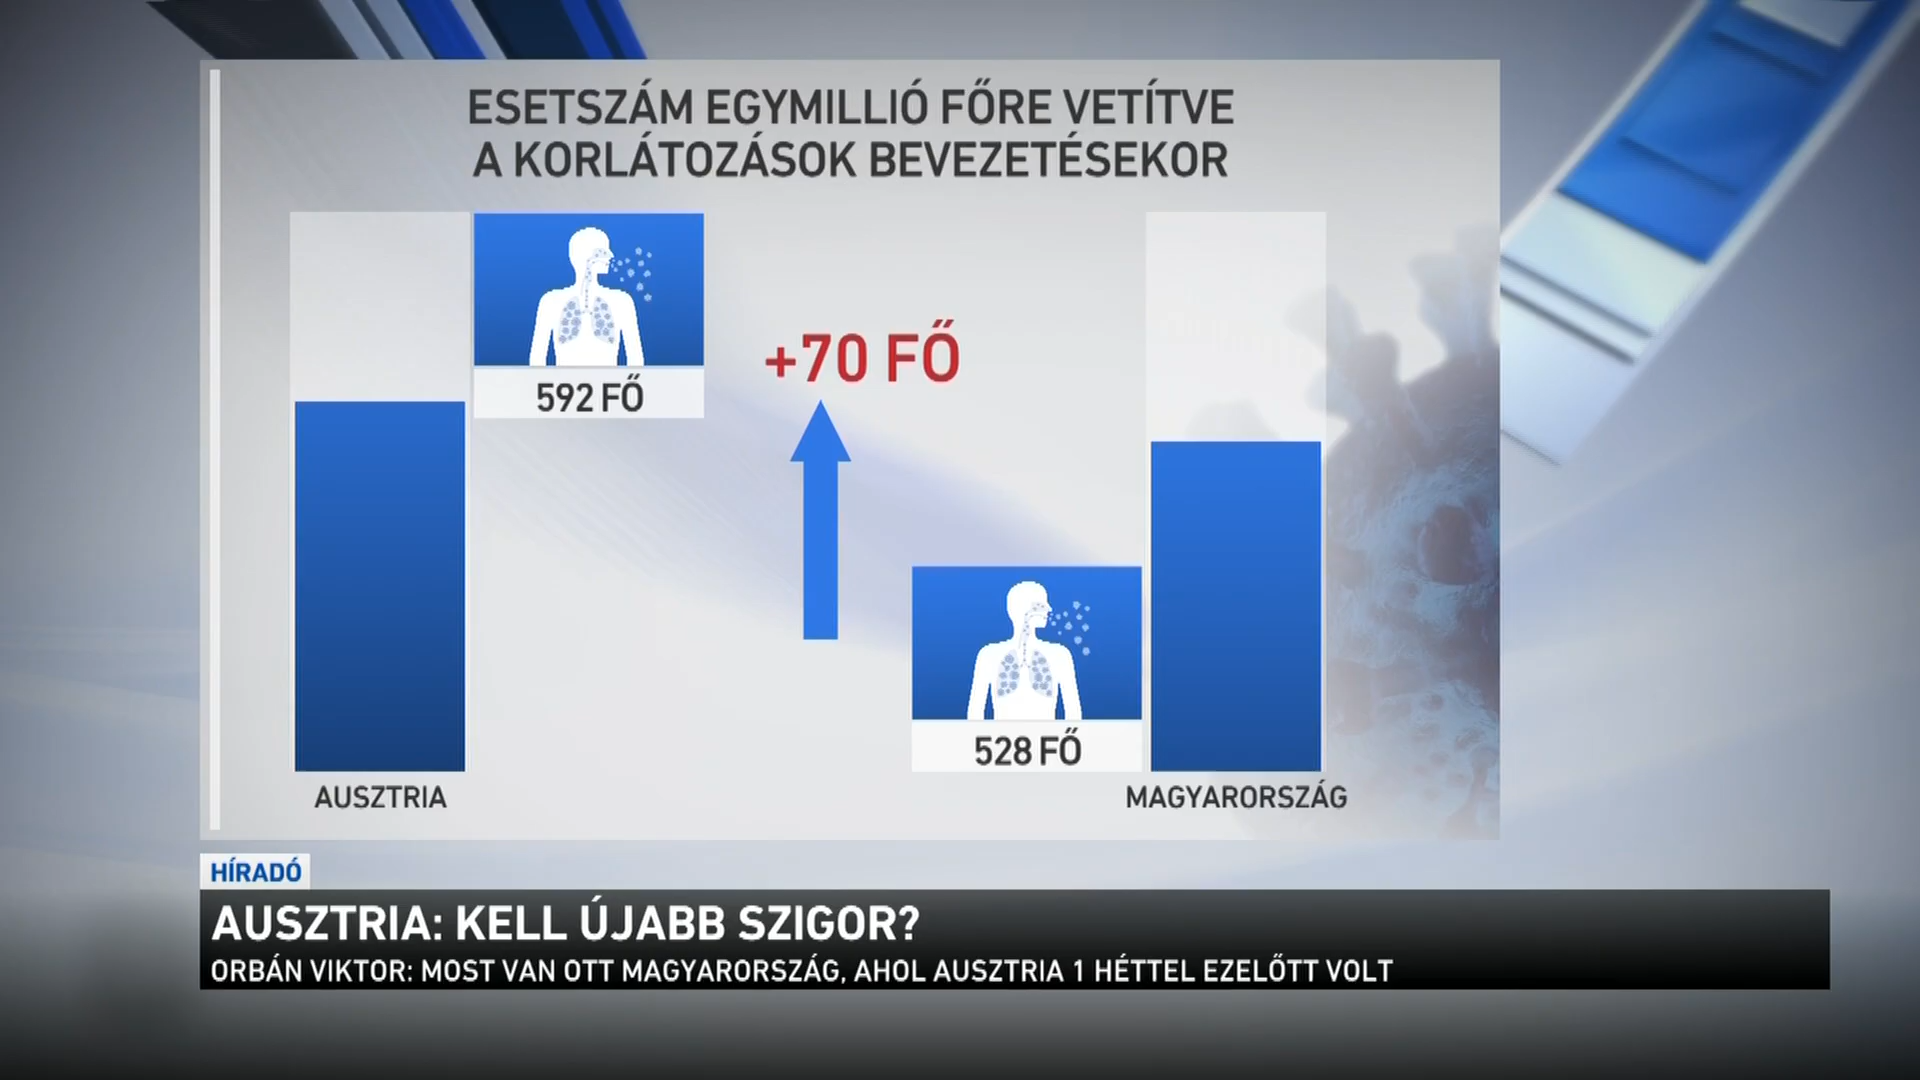 ESETSZÁM EGYMILLIÓ FŐRE VETÍTVE
A KORLÁTOZÁSOK BEVEZETÉSEKOR
592 FŐ
+70 FŐ
528 FŐ
AUSZTRIA
MAGYARORSZÁG
HÍRADÓ
AUSZTRIA: KELL ÚJABB SZIGOR?
ORBÁN VIKTOR: MOST VAN OTT MAGYARORSZÁG, AHOL AUSZTRIA 1 HÉTTEL EZELŐTT VOLT